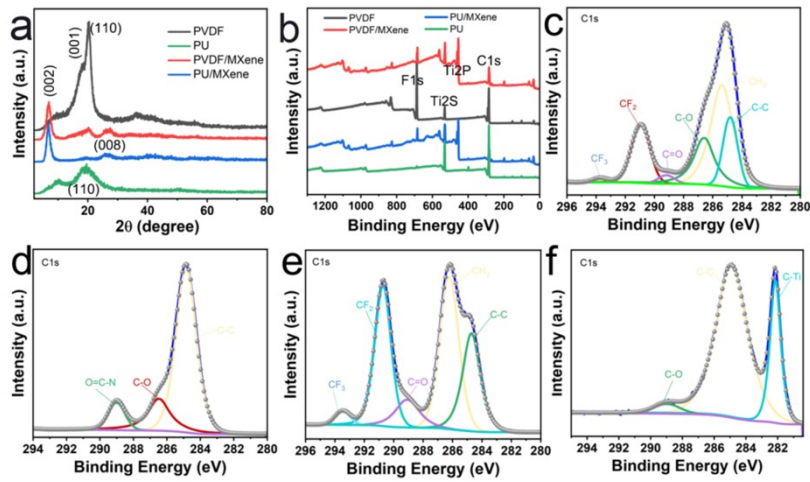 a
Intensity (a.u.)
(002)
(001)
(110)
(008)
(110)
PVDF
PU
PVDF/MXene
PU/MXene
0 20 40 60 80
2θ (degree)
b
Intensity (a.u.)
PVDF
PVDF/MXene
PU/MXene
PU
F1s
Ti2P
Ti2S
C1s
1200 1000 800 600 400 200 0
Binding Energy (eV)
c
Intensity (a.u.)
C1s
CF3
CF2
C=O
C-O
CH2
C-C
296 294 292 290 288 286 284 282 280
Binding Energy (eV)
d
Intensity (a.u.)
C1s
O=C-N
C-O
C-C
294 292 290 288 286 284 282 280
Binding Energy (eV)
e
Intensity (a.u.)
C1s
CF3
CF2
C=O
CH2
C-C
296 294 292 290 288 286 284 282 280
Binding Energy (eV)
f
Intensity (a.u.)
C1s
C-O
C-C
C-Ti
294 292 290 288 286 284 282 280
Binding Energy (eV)